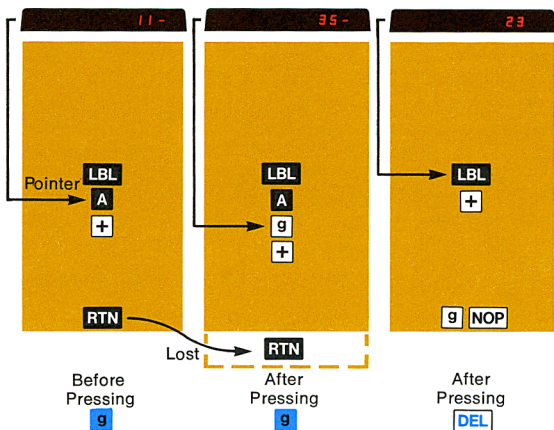 11-
35-
23
Pointer
LBL
A
+
RTN
LBL
A
g
+
LBL
+
g NOP
Lost
RTN
Before
Pressing
g
After
Pressing
g
After
Pressing
DEL